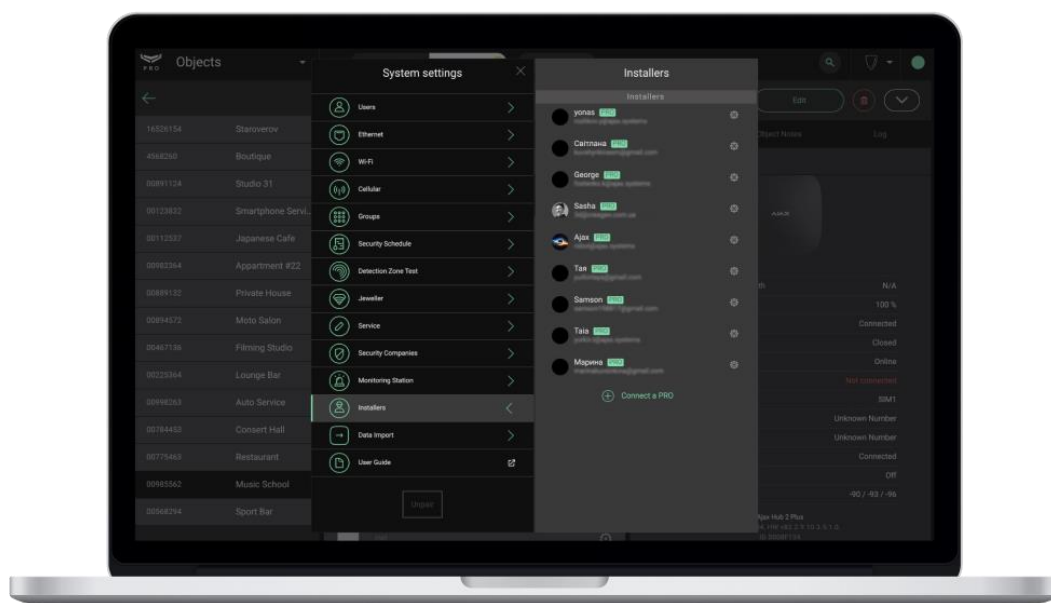 PRO
Objects
16526154 Staroverov
4568260 Boutique
00891124 Studio 31
00123832 Smartphone Servi...
00112537 Japanese Cafe
00982364 Appartment #22
00889132 Private House
00894573 Moto Salon
00467136 Filming Studio
00225364 Lounge Bar
00998263 Auto Service
00784453 Consert Hall
00775463 Restaurant
00985562 Music School
00568294 Sport Bar
System settings
Users
Ethernet
Wi-Fi
Cellular
Groups
Security Schedule
Detection Zone Test
Jeweller
Service
Security Companies
Monitoring Station
Installers
Data Import
User Guide
Unpair
Installers
Installers
yonas PRO
Світлана PRO
George PRO
Sasha PRO
Ajax PRO
Тая PRO
Samson PRO
Taia PRO
Марина PRO
Connect a PRO
Edit
Object Notes
Log
AJAX
N/A
100 %
Connected
Closed
Online
Not connected
SIM1
Unknown Number
Unknown Number
Connected
Off
-90 / -93 / -96
Ajax Hub 2 Plus